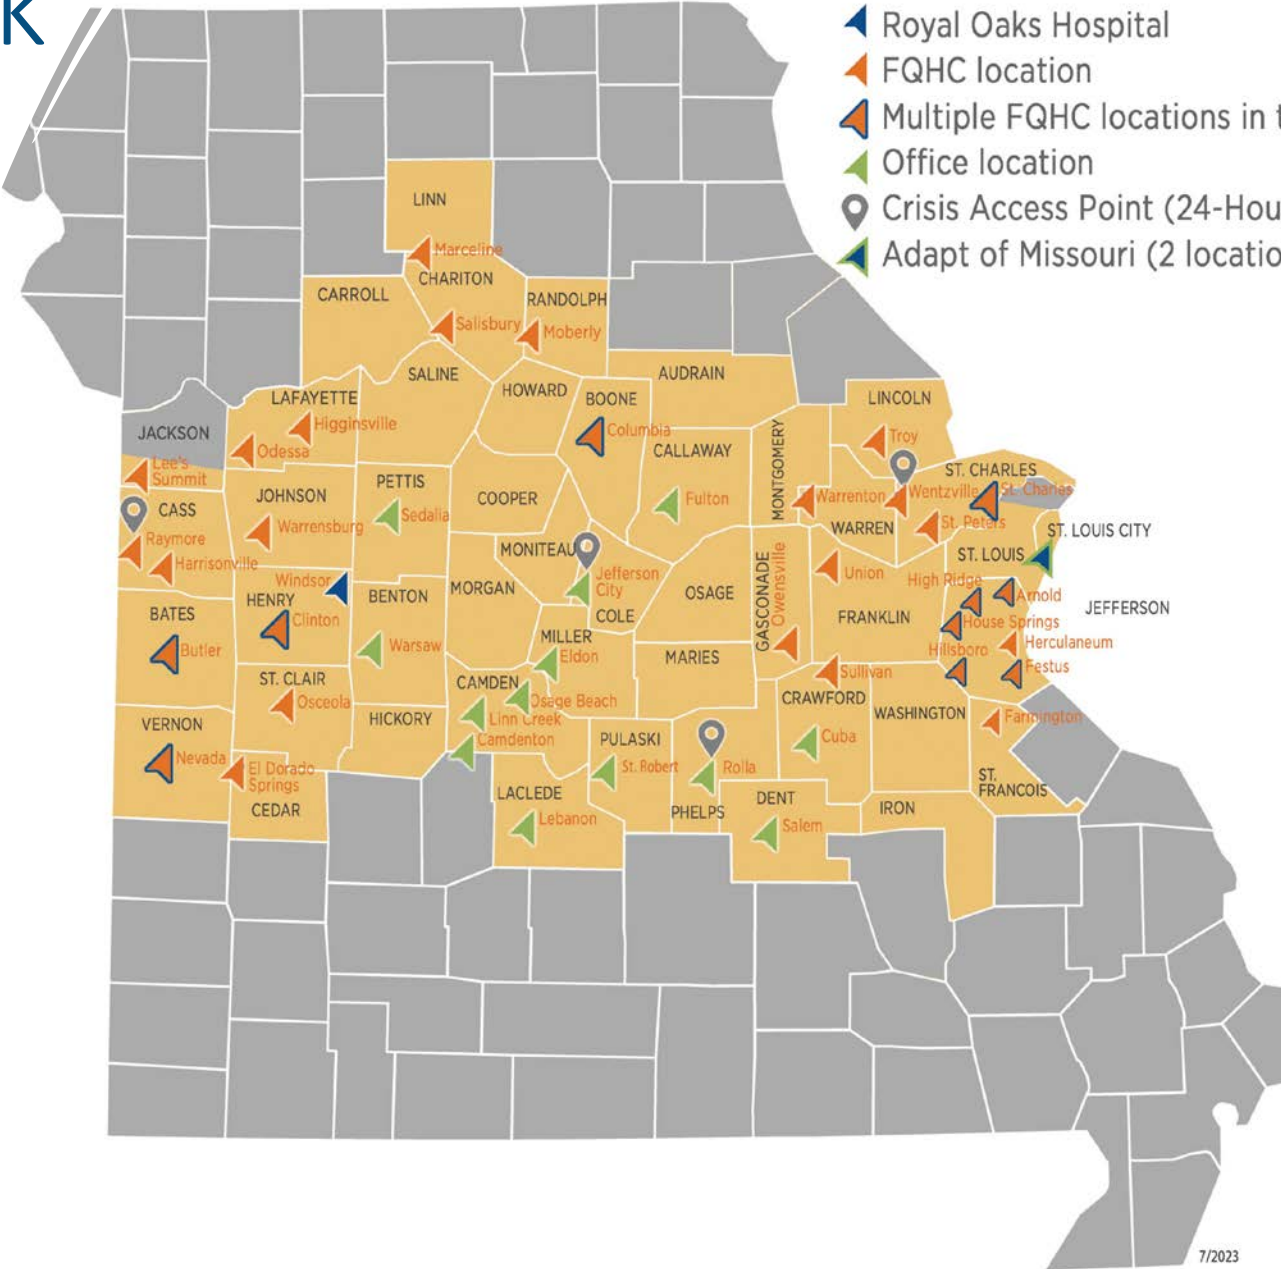 K
Royal Oaks Hospital
FQHC location
Multiple FQHC locations in t
Office location
Crisis Access Point (24-Hou
Adapt of Missouri (2 locatio
LINN
Marceline
CHARITON
CARROLL
RANDOLPH
Salisbury
Moberly
SALINE
AUDRAIN
HOWARD
BOONE
LAFAYETTE
LINCOLN
Higginsville
JACKSON
Columbia
Troy
Odessa
CALLAWAY
MONTGOMERY
Lee's
Summit
ST. CHARLES
PETTIS
JOHNSON
COOPER
Fulton
Warrenton
Wentzville
St. Charles
CASS
Sedalia
Warrensburg
WARREN
St. Peters
ST. LOUIS CITY
Raymore
MONITEAU
ST. LOUIS
Harrisonville
Windsor
Jefferson
City
GASCONADE
Owensville
Union
High Ridge
HENRY
BENTON
MORGAN
OSAGE
Arnold
BATES
Clinton
COLE
FRANKLIN
House Springs
JEFFERSON
MILLER
Butler
Warsaw
Eldon
MARIES
Hillsboro
Herculaneum
ST. CLAIR
CAMDEN
Sullivan
Festus
Osceola
Osage Beach
CRAWFORD
VERNON
HICKORY
Linn Creek
WASHINGTON
Farmington
Camdenton
PULASKI
Cuba
Nevada
El Dorado
Springs
St. Robert
Rolla
ST.
FRANCOIS
CEDAR
LACLEDE
PHELPS
DENT
IRON
Lebanon
Salem
7/2023